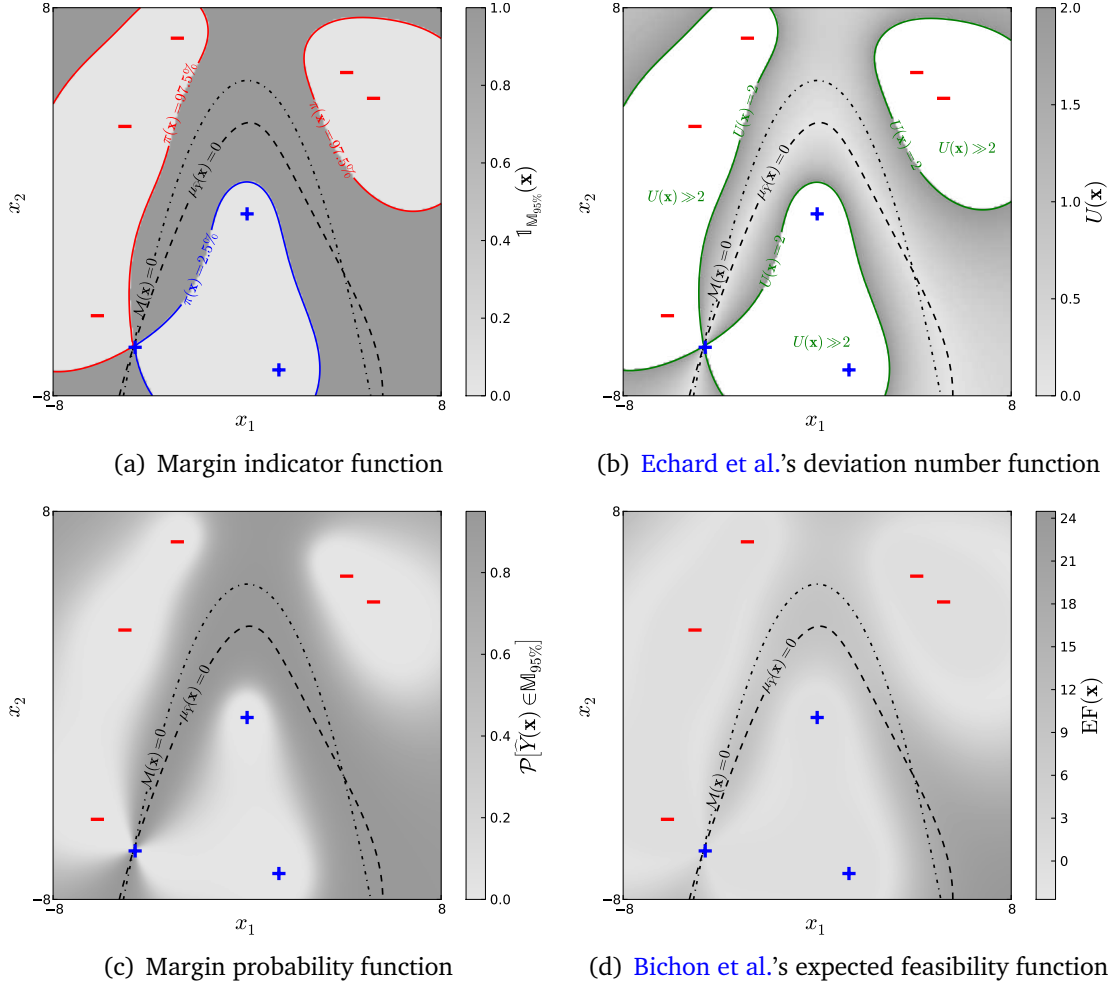 8
x₂
-8
-8
8
x₁
π(x)=97.5%
π(x)=97.5%
π(x)=2.5%
μ_Ŷ(x)=0
M(x)=0
1.0
0.8
0.6
0.4
0.2
0.0
𝟙_𝕄95%(x)
(a) Margin indicator function
8
x₂
-8
-8
8
x₁
U(x)=2
U(x)=2
U(x)=2
U(x)≫2
U(x)≫2
U(x)≫2
μ_Ŷ(x)=0
M(x)=0
2.0
1.5
1.0
0.5
0.0
U(x)
(b) Echard et al.'s deviation number function
8
x₂
-8
-8
8
x₁
μ_Ŷ(x)=0
M(x)=0
0.8
0.6
0.4
0.2
0.0
𝒫[Ŷ(x)∈𝕄95%]
(c) Margin probability function
8
x₂
-8
-8
8
x₁
μ_Ŷ(x)=0
M(x)=0
24
21
18
15
12
9
6
3
0
EF(x)
(d) Bichon et al.'s expected feasibility function